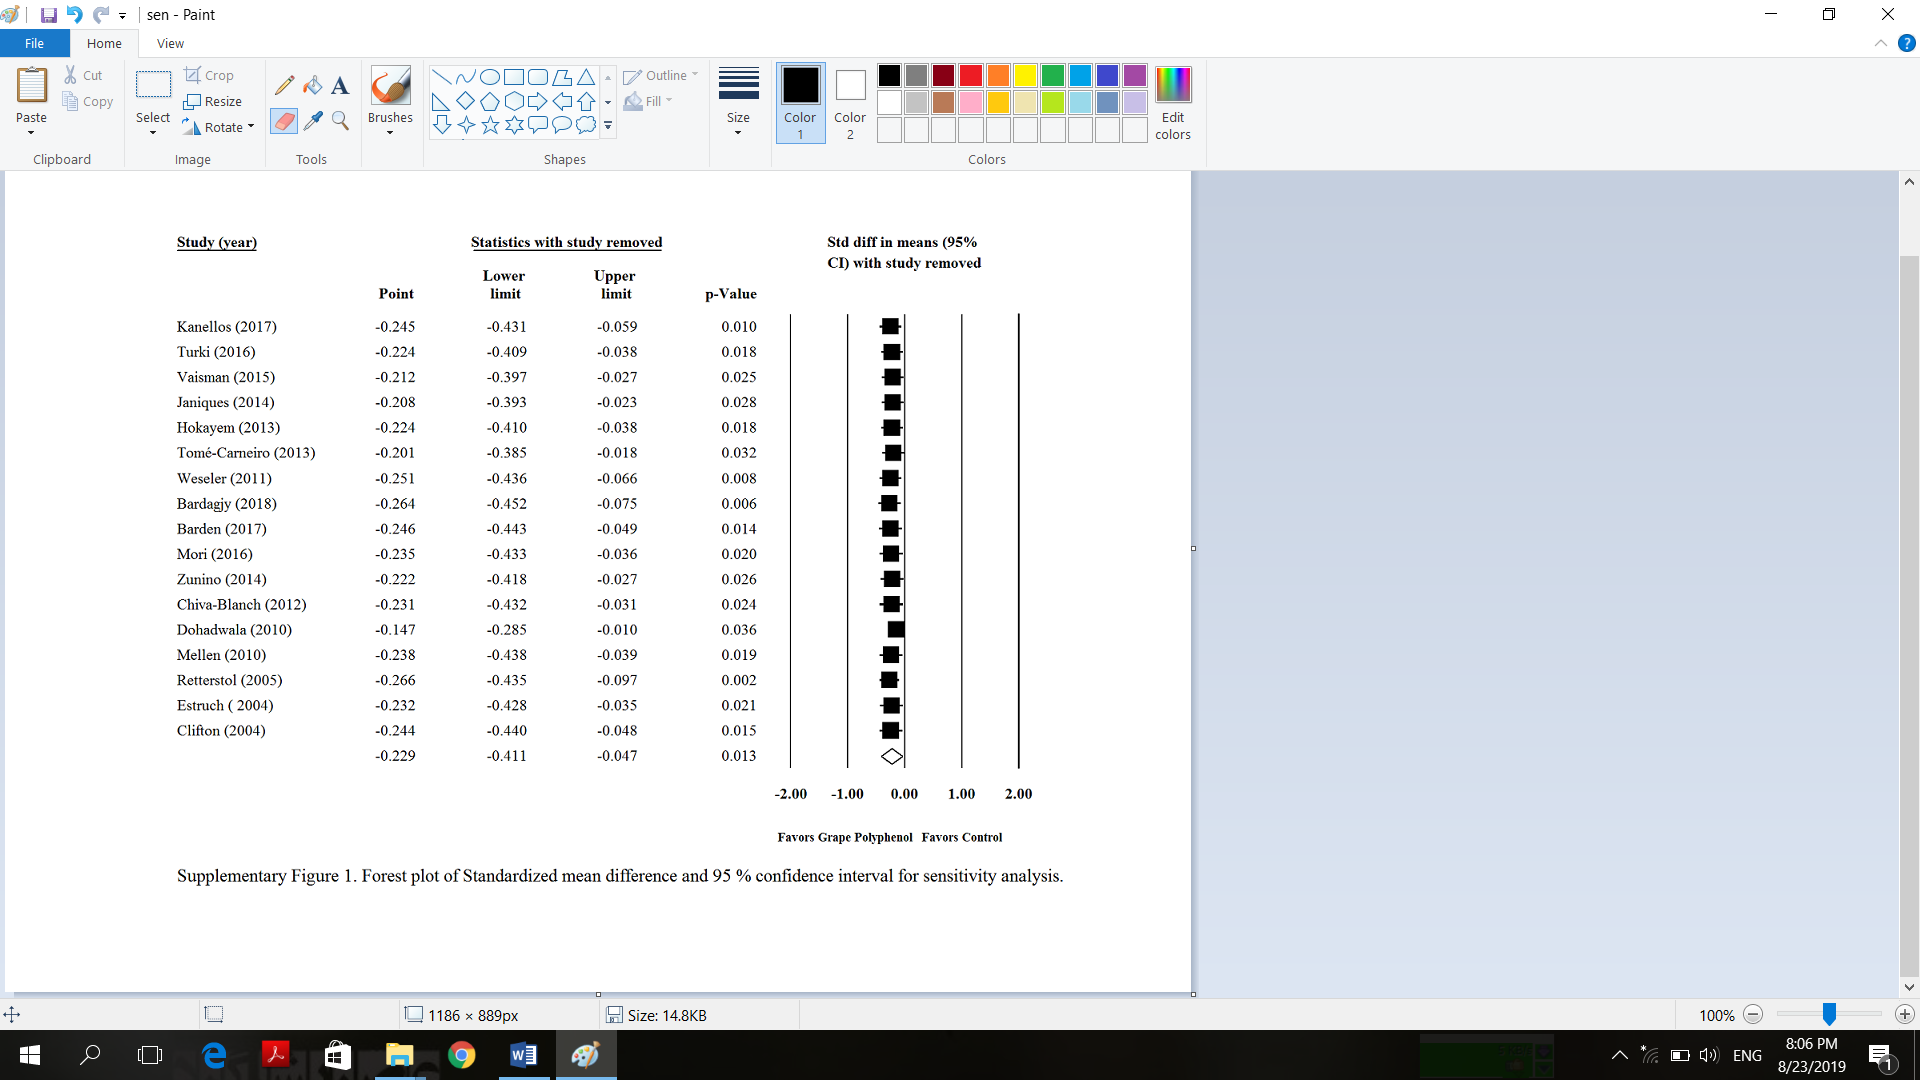 sen - Paint
File Home View
Paste
Cut
Copy
Clipboard
Select
Crop
Resize
Rotate
Image
Tools
Brushes
Shapes
Outline
Fill
Size
Color 1
Color 2
Edit colors
Colors
Study (year) Statistics with study removed Std diff in means (95%
CI) with study removed
Lower Upper
Point limit limit p-Value
Kanellos (2017) -0.245 -0.431 -0.059 0.010
Turki (2016) -0.224 -0.409 -0.038 0.018
Vaisman (2015) -0.212 -0.397 -0.027 0.025
Janiques (2014) -0.208 -0.393 -0.023 0.028
Hokayem (2013) -0.224 -0.410 -0.038 0.018
Tomé-Carneiro (2013) -0.201 -0.385 -0.018 0.032
Weseler (2011) -0.251 -0.436 -0.066 0.008
Bardagjy (2018) -0.264 -0.452 -0.075 0.006
Barden (2017) -0.246 -0.443 -0.049 0.014
Mori (2016) -0.235 -0.433 -0.036 0.020
Zunino (2014) -0.222 -0.418 -0.027 0.026
Chiva-Blanch (2012) -0.231 -0.432 -0.031 0.024
Dohadwala (2010) -0.147 -0.285 -0.010 0.036
Mellen (2010) -0.238 -0.438 -0.039 0.019
Retterstol (2005) -0.266 -0.435 -0.097 0.002
Estruch ( 2004) -0.232 -0.428 -0.035 0.021
Clifton (2004) -0.244 -0.440 -0.048 0.015
-0.229 -0.411 -0.047 0.013
-2.00 -1.00 0.00 1.00 2.00
Favors Grape Polyphenol Favors Control
Supplementary Figure 1. Forest plot of Standardized mean difference and 95 % confidence interval for sensitivity analysis.
1186 × 889px Size: 14.8KB 100%
ENG
8:06 PM
8/23/2019
1